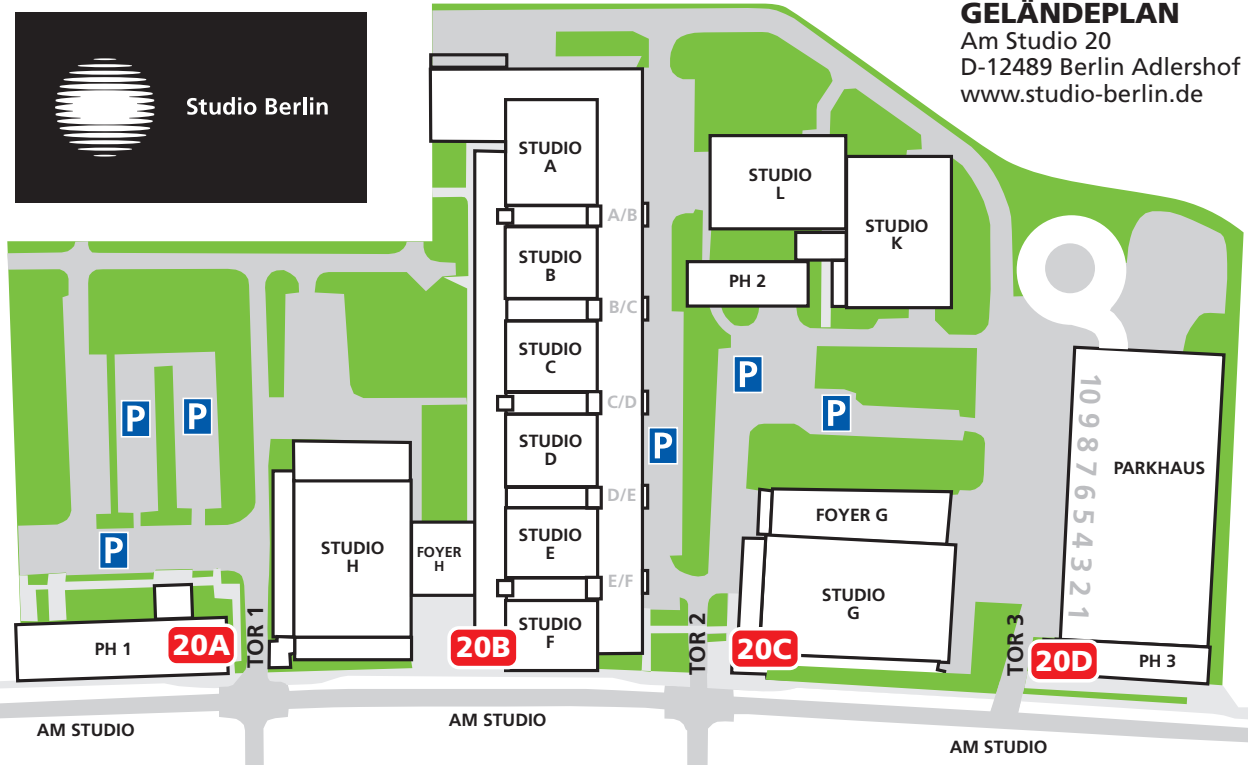 GELÄNDEPLAN
Am Studio 20
D-12489 Berlin Adlershof
www.studio-berlin.de
Studio Berlin
STUDIO
A
A/B
STUDIO
B
B/C
STUDIO
C
C/D
STUDIO
D
D/E
STUDIO
E
E/F
STUDIO
F
STUDIO
L
STUDIO
K
PH 2
P
P
P
P
P
P
10 9 8 7 6 5 4 3 2 1
PARKHAUS
STUDIO
H
FOYER
H
FOYER G
STUDIO
G
PH 1
20A
TOR 1
20B
TOR 2
20C
TOR 3
20D
PH 3
AM STUDIO
AM STUDIO
AM STUDIO